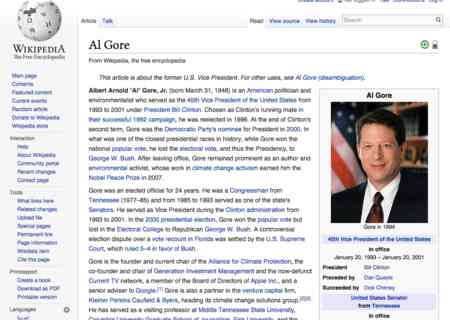 Article Talk
Read View source View history
Search
WIKIPEDIA
The Free Encyclopedia
Main page
Contents
Featured content
Current events
Random article
Donate to Wikipedia
Wikipedia store
Interaction
Help
About Wikipedia
Community portal
Recent changes
Contact page
Tools
What links here
Related changes
Upload file
Special pages
Permanent link
Page information
Wikidata item
Cite this page
Print/export
Create a book
Download as PDF
Printable version
Languages
Al Gore
From Wikipedia, the free encyclopedia
This article is about the former U.S. Vice President. For other uses, see Al Gore (disambiguation).
Albert Arnold "Al" Gore, Jr. (born March 31, 1948) is an American politician and
environmentalist who served as the 45th Vice President of the United States from
1993 to 2001 under President Bill Clinton. Chosen as Clinton's running mate in
their successful 1992 campaign, he was reelected in 1996. At the end of Clinton's
second term, Gore was the Democratic Party's nominee for President in 2000. In
what was one of the closest presidential races in history, while Gore won the
national popular vote, he lost the electoral vote, and thus the Presidency, to
George W. Bush. After leaving office, Gore remained prominent as an author and
environmental activist, whose work in climate change activism earned him the
Nobel Peace Prize in 2007.
Gore was an elected official for 24 years. He was a Congressman from
Tennessee (1977–85) and from 1985 to 1993 served as one of the state's
Senators. He served as Vice President during the Clinton administration from
1993 to 2001. In the 2000 presidential election, Gore won the popular vote but
lost in the Electoral College to Republican George W. Bush. A controversial
election dispute over a vote recount in Florida was settled by the U.S. Supreme
Court, which ruled 5–4 in favor of Bush.
Gore is the founder and current chair of the Alliance for Climate Protection, the
co-founder and chair of Generation Investment Management and the now-defunct
Current TV network, a member of the Board of Directors of Apple Inc., and a
senior adviser to Google.[1] Gore is also a partner in the venture capital firm,
Kleiner Perkins Caufield & Byers, heading its climate change solutions group.
He has served as a visiting professor at Middle Tennessee State University,
Columbia University Graduate School of Journalism, Fisk University, and the
Al Gore
Gore in 1994
45th Vice President of the United States
In office
January 20, 1993 – January 20, 2001
President Bill Clinton
Preceded by Dan Quayle
Succeeded by Dick Cheney
United States Senator
from Tennessee
In office